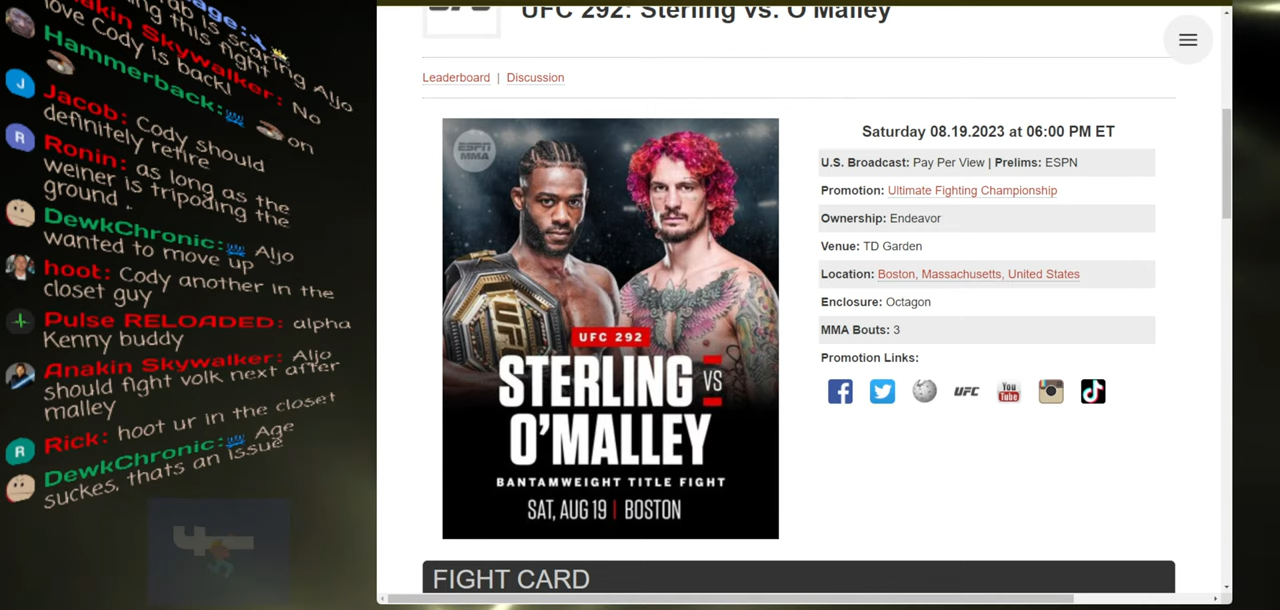 age:
ab is scaring Aljo
ng this fight
akin Skywalker: No
love Cody is back!
Hammerback: on
J
Jacob: Cody should
definitely retire
R
Ronin: as long as the
weiner is tripoding the
ground .
DewkChronic: Aljo
wanted to move up
hoot: Cody another in the
closet guy
Pulse RELOADED: alpha
Kenny buddy
Anakin Skywalker: Aljo
should fight volk next after
malley
R
Rick: hoot ur in the closet
DewkChronic: Age
suckes, thats an issue
UFC 292: Sterling vs. O'Malley
Leaderboard | Discussion
ESPN
MMA
UFC
UFC 292
STERLING VS
O'MALLEY
BANTAMWEIGHT TITLE FIGHT
SAT, AUG 19 | BOSTON
Saturday 08.19.2023 at 06:00 PM ET
U.S. Broadcast: Pay Per View | Prelims: ESPN
Promotion: Ultimate Fighting Championship
Ownership: Endeavor
Venue: TD Garden
Location: Boston, Massachusetts, United States
Enclosure: Octagon
MMA Bouts: 3
Promotion Links:
UFC
You
Tube
FIGHT CARD